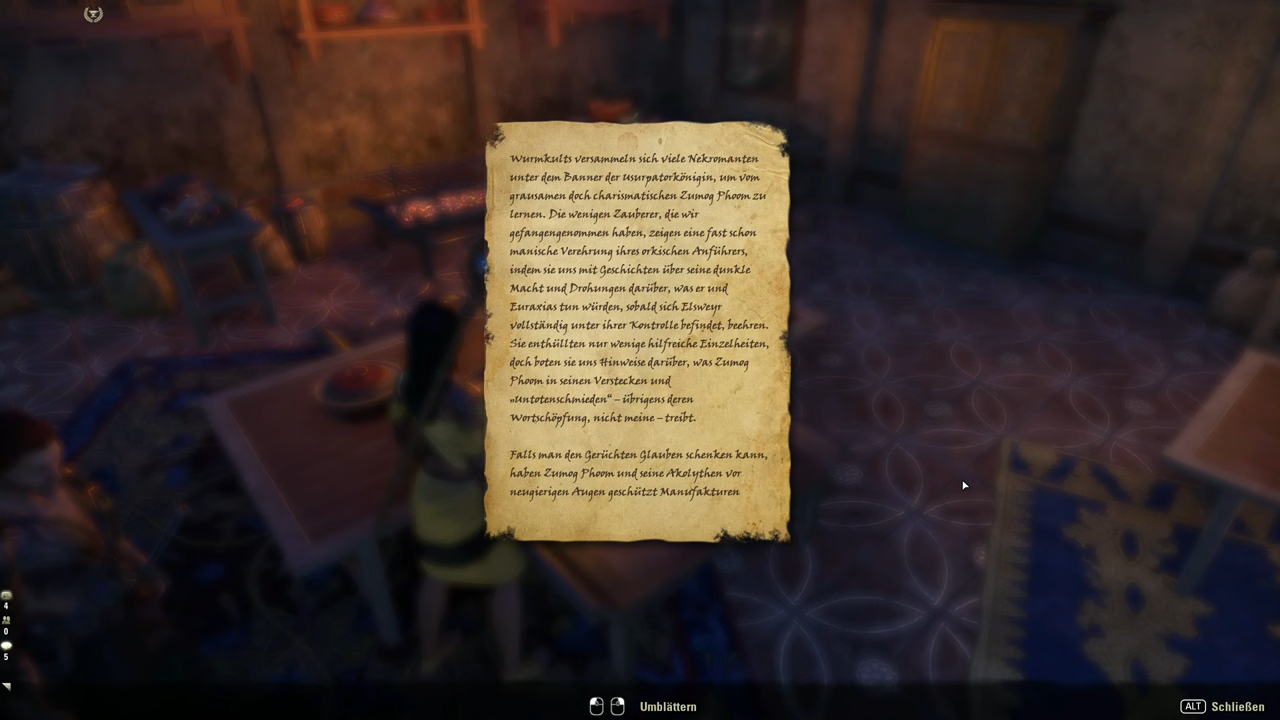 Wurmkults versammeln sich viele Nekromanten
unter dem Banner der Usurpatorkönigin, um vom
grausamen doch charismatischen Zumog Phoom zu
lernen. Die wenigen Zauberer, die wir
gefangengenommen haben, zeigen eine fast schon
manische Verehrung ihres orkischen Anführers,
indem sie uns mit Geschichten über seine dunkle
Macht und Drohungen darüber, was er und
Euraxias tun würden, sobald sich Elsweyr
vollständig unter ihrer Kontrolle befindet, beehren.
Sie enthüllten nur wenige hilfreiche Einzelheiten,
doch boten sie uns Hinweise darüber, was Zumog
Phoom in seinen Verstecken und
„Untotenschmieden“ – übrigens deren
Wortschöpfung, nicht meine – treibt.
Falls man den Gerüchten Glauben schenken kann,
haben Zumog Phoom und seine Akolythen vor
neugierigen Augen geschützt Manufakturen
4
0
5
Umblättern
ALT Schließen